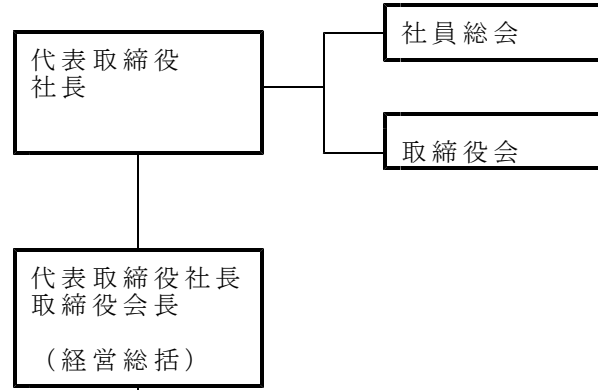 代表取締役
社長
社員総会
取締役会
代表取締役社長
取締役会長
（経営総括）